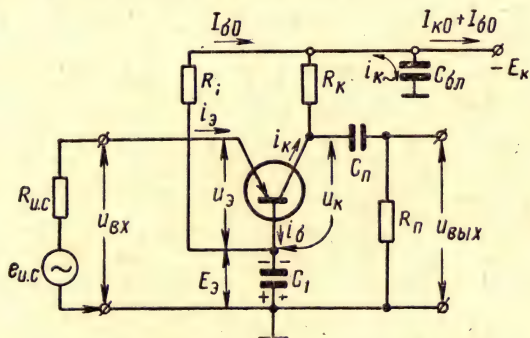 I_б0
I_к0 + I_б0
R_i
R_к
i_к~
C_бл
− E_к
i_э
i_к
C_п
R_и.с
u_вх
u_э
u_к
R_п
u_вых
i_б
e_и.с
E_э
C_1
− −
+ +